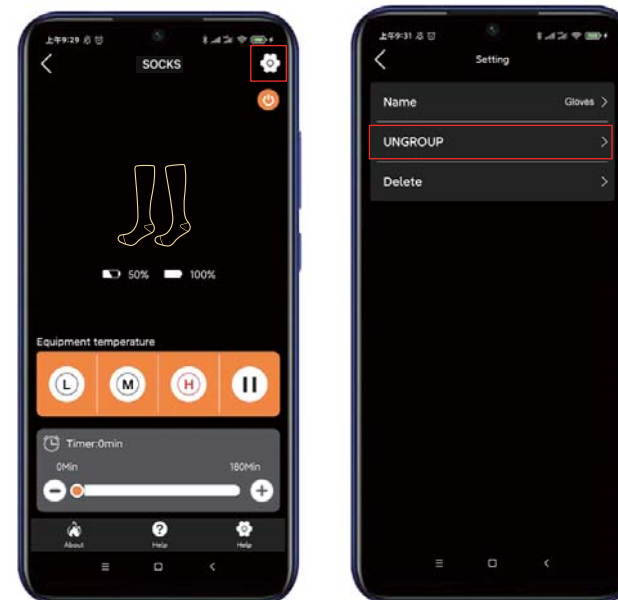 上午9:29
SOCKS
50% 100%
Equipment temperature
L M H
Timer:0min
0Min 180Min
About Help Help
上午9:31
Setting
Name Gloves
UNGROUP
Delete